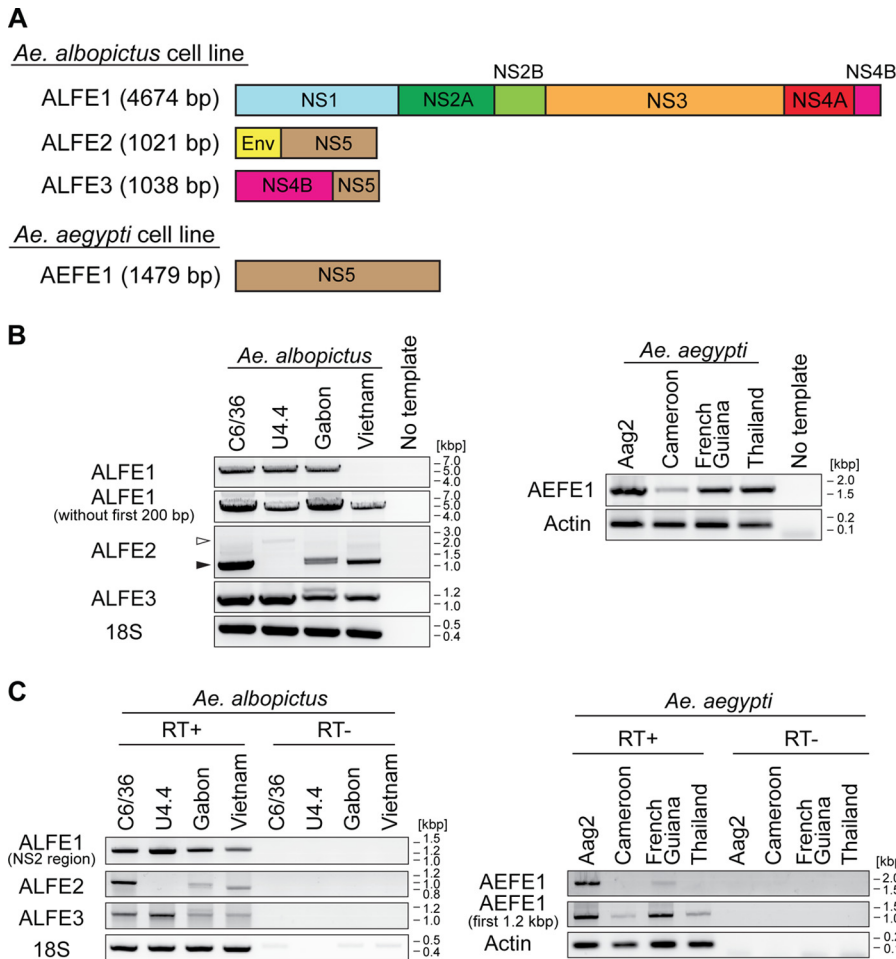 A
Ae. albopictus cell line
NS2B
NS4B
ALFE1 (4674 bp)
NS1
NS2A
NS3
NS4A
ALFE2 (1021 bp)
Env
NS5
ALFE3 (1038 bp)
NS4B
NS5
Ae. aegypti cell line
AEFE1 (1479 bp)
NS5
B
Ae. albopictus
C6/36
U4.4
Gabon
Vietnam
No template
[kbp]
ALFE1
7.0
5.0
4.0
ALFE1
(without first 200 bp)
7.0
5.0
4.0
ALFE2
3.0
2.0
1.5
1.0
ALFE3
1.2
1.0
18S
0.5
0.4
Ae. aegypti
Aag2
Cameroon
French
Guiana
Thailand
No template
[kbp]
AEFE1
2.0
1.5
Actin
0.2
0.1
C
Ae. albopictus
RT+
RT-
C6/36
U4.4
Gabon
Vietnam
C6/36
U4.4
Gabon
Vietnam
[kbp]
ALFE1
(NS2 region)
1.5
1.2
1.0
ALFE2
1.2
1.0
0.8
ALFE3
1.2
1.0
18S
0.5
0.4
Ae. aegypti
RT+
RT-
Aag2
Cameroon
French
Guiana
Thailand
Aag2
Cameroon
French
Guiana
Thailand
AEFE1
AEFE1
(first 1.2 kbp)
Actin